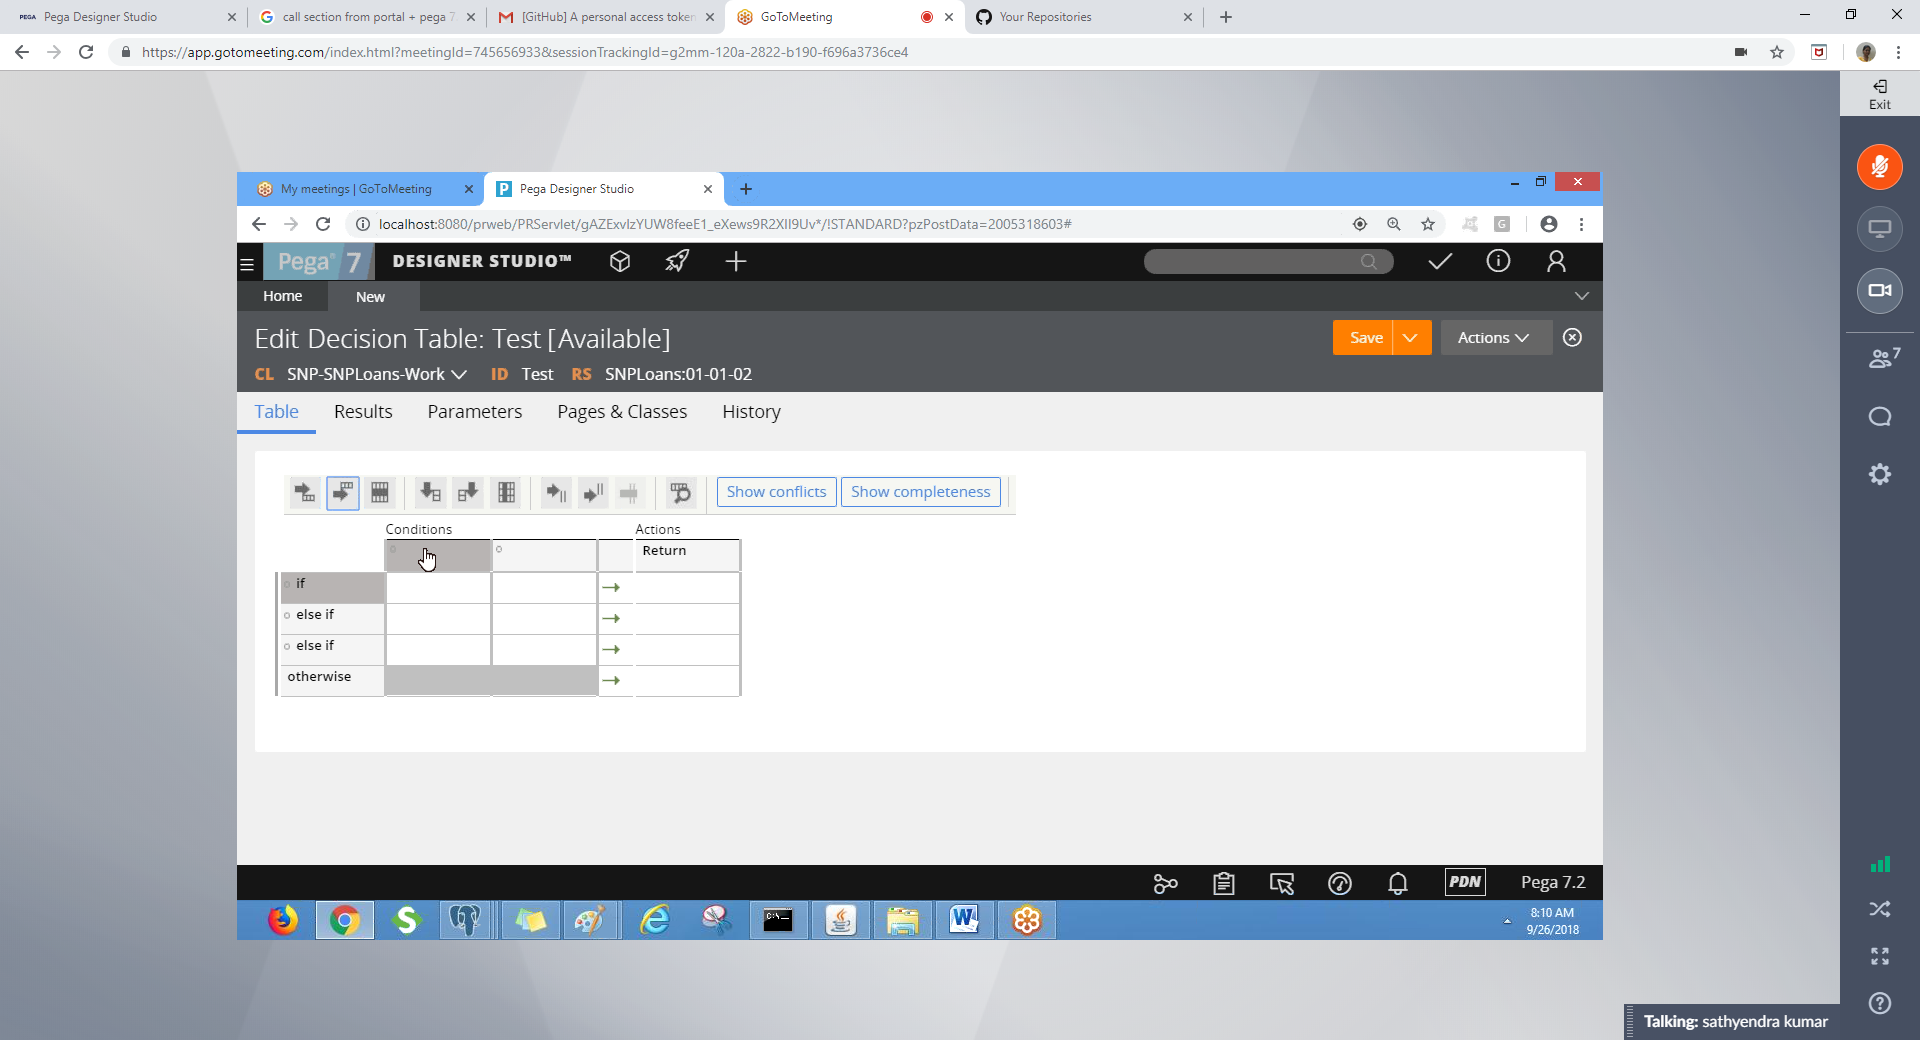 PEGA Pega Designer Studio
call section from portal + pega 7
[GitHub] A personal access token
GoToMeeting
Your Repositories
https://app.gotomeeting.com/index.html?meetingId=745656933&sessionTrackingId=g2mm-120a-2822-b190-f696a3736ce4
Exit
My meetings | GoToMeeting
Pega Designer Studio
localhost:8080/prweb/PRServlet/gAZExvlzYUW8feeE1_eXews9R2XII9Uv*/!STANDARD?pzPostData=2005318603#
Pega 7 DESIGNER STUDIO™
Home New
Edit Decision Table: Test [Available]
Save Actions
CL SNP-SNPLoans-Work ID Test RS SNPLoans:01-01-02
7
Table Results Parameters Pages & Classes History
Show conflicts Show completeness
Conditions Actions
Return
if
else if
else if
otherwise
PDN Pega 7.2
8:10 AM
9/26/2018
Talking: sathyendra kumar